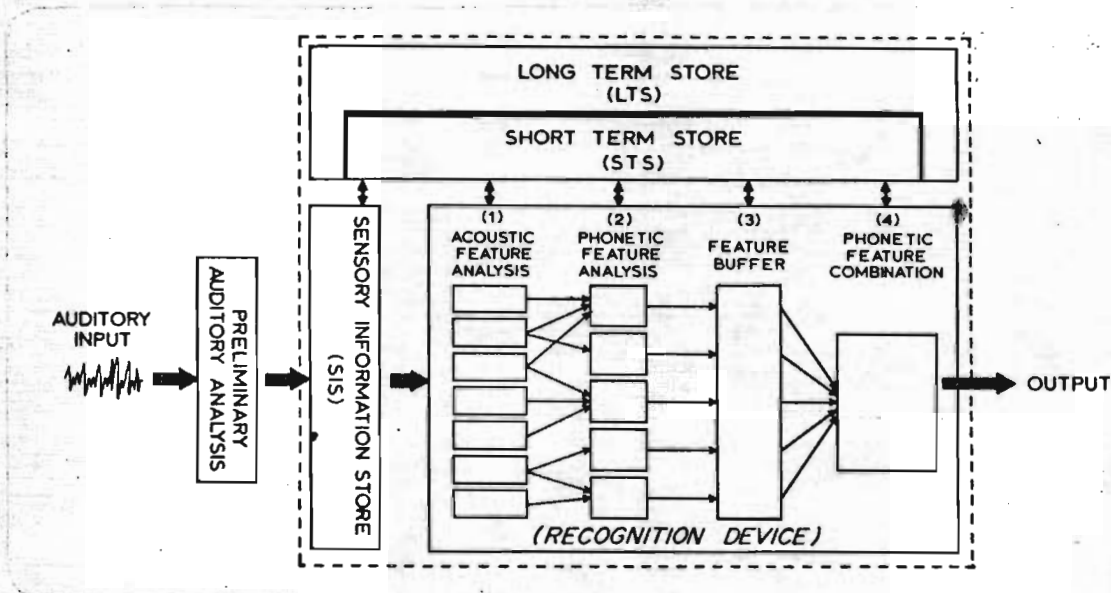 LONG TERM STORE
(LTS)
SHORT TERM STORE
(STS)
AUDITORY
INPUT
PRELIMINARY
AUDITORY ANALYSIS
SENSORY INFORMATION STORE
(SIS)
(1)
ACOUSTIC
FEATURE
ANALYSIS
(2)
PHONETIC
FEATURE
ANALYSIS
(3)
FEATURE
BUFFER
(4)
PHONETIC
FEATURE
COMBINATION
(RECOGNITION DEVICE)
OUTPUT